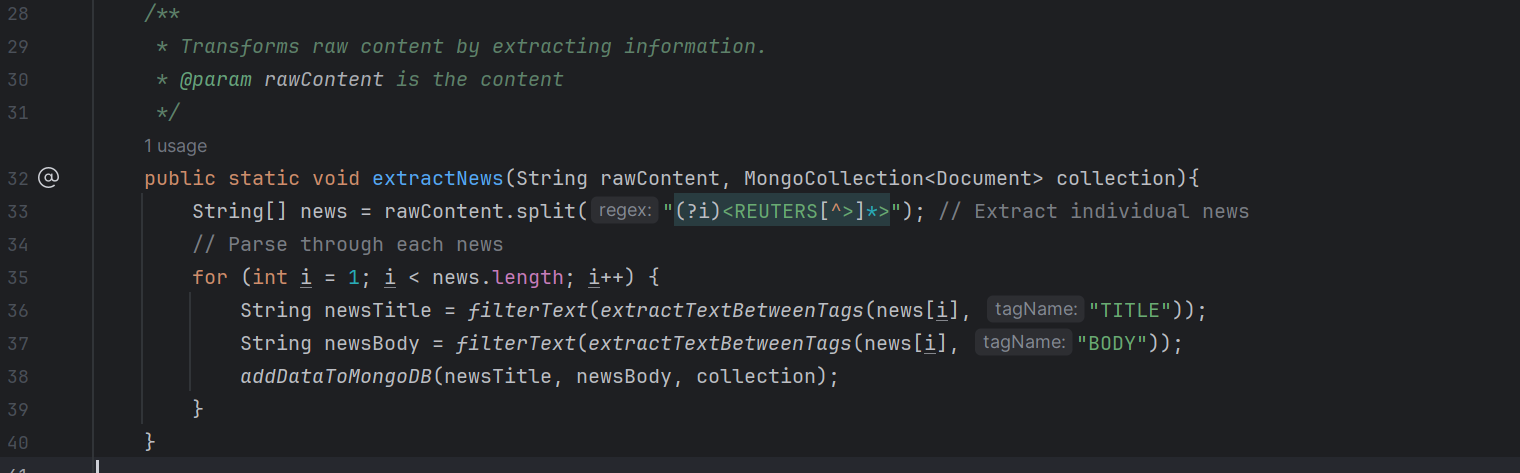 28 /**
29 * Transforms raw content by extracting information.
30 * @param rawContent is the content
31 */
1 usage
32 @ public static void extractNews(String rawContent, MongoCollection<Document> collection){
33 String[] news = rawContent.split( regex: "(?i)<REUTERS[^>]*>"); // Extract individual news
34 // Parse through each news
35 for (int i = 1; i < news.length; i++) {
36 String newsTitle = filterText(extractTextBetweenTags(news[i], tagName: "TITLE"));
37 String newsBody = filterText(extractTextBetweenTags(news[i], tagName: "BODY"));
38 addDataToMongoDB(newsTitle, newsBody, collection);
39 }
40 }
41